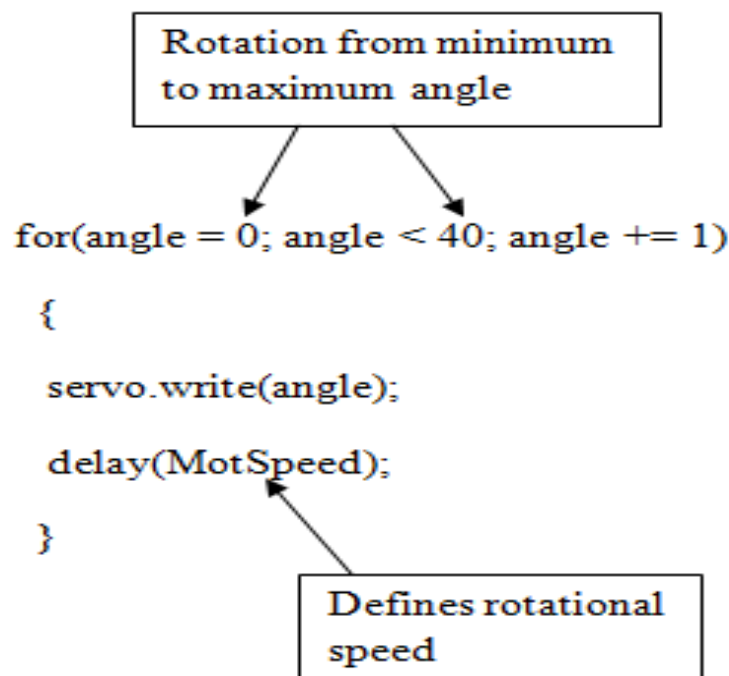 Rotation from minimum
to maximum angle
for(angle = 0; angle < 40; angle += 1)
{
servo.write(angle);
delay(MotSpeed);
}
Defines rotational
speed